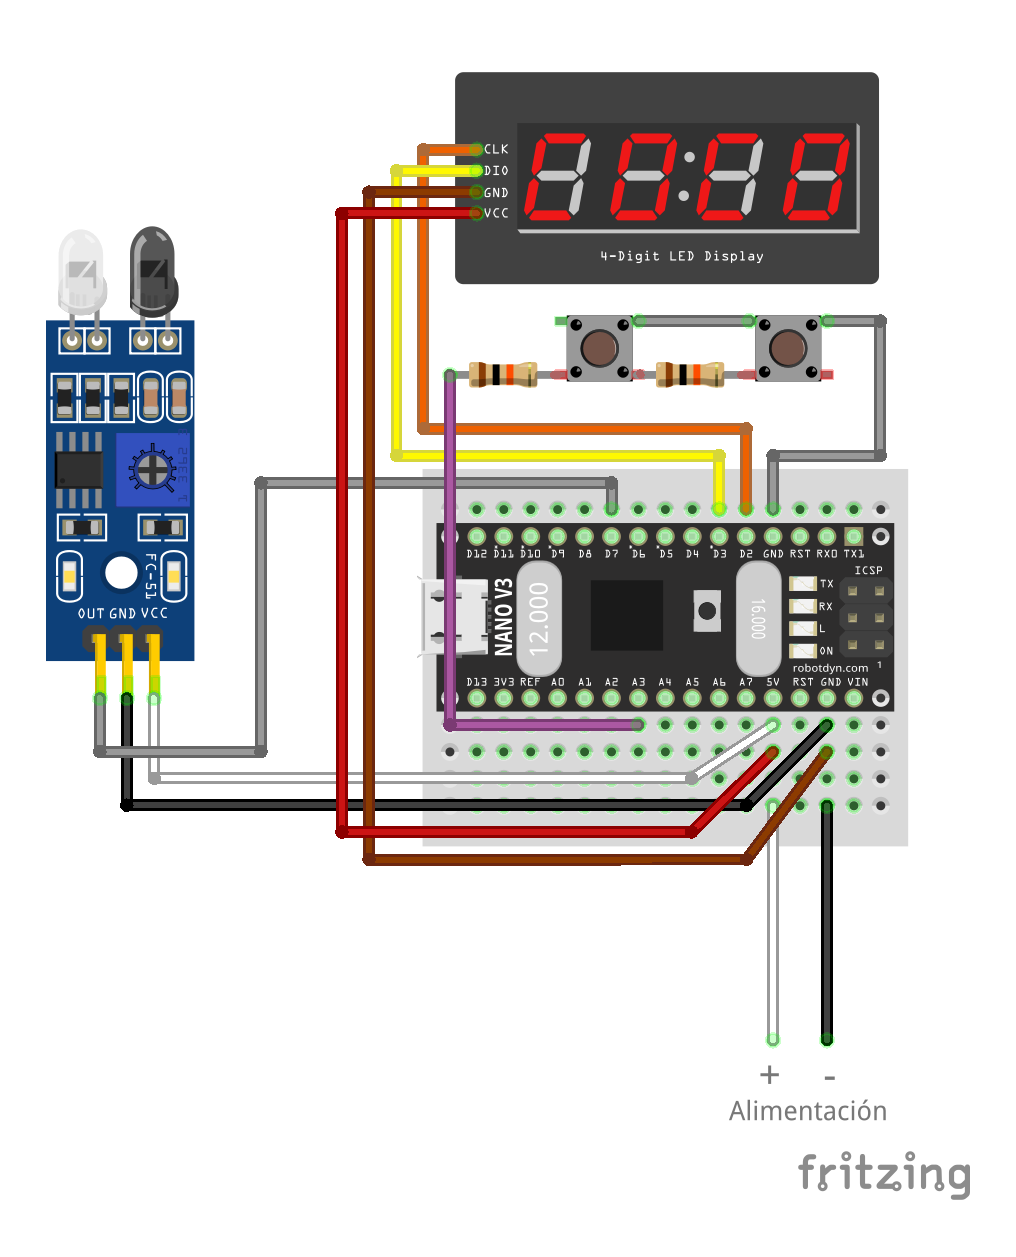 CLK
DIO
GND
VCC
4-Digit LED Display
3362
1
FC-51
OUT GND VCC
D12 D11 D10 D9 D8 D7 D6 D5 D4 D3 D2 GND RST RX0 TX1
ICSP
NANO V3
12.000
16.000
TX
RX
L
ON
robotdyn.com
1
D13 3V3 REF A0 A1 A2 A3 A4 A5 A6 A7 5V RST GND VIN
+ -
Alimentación
fritzing